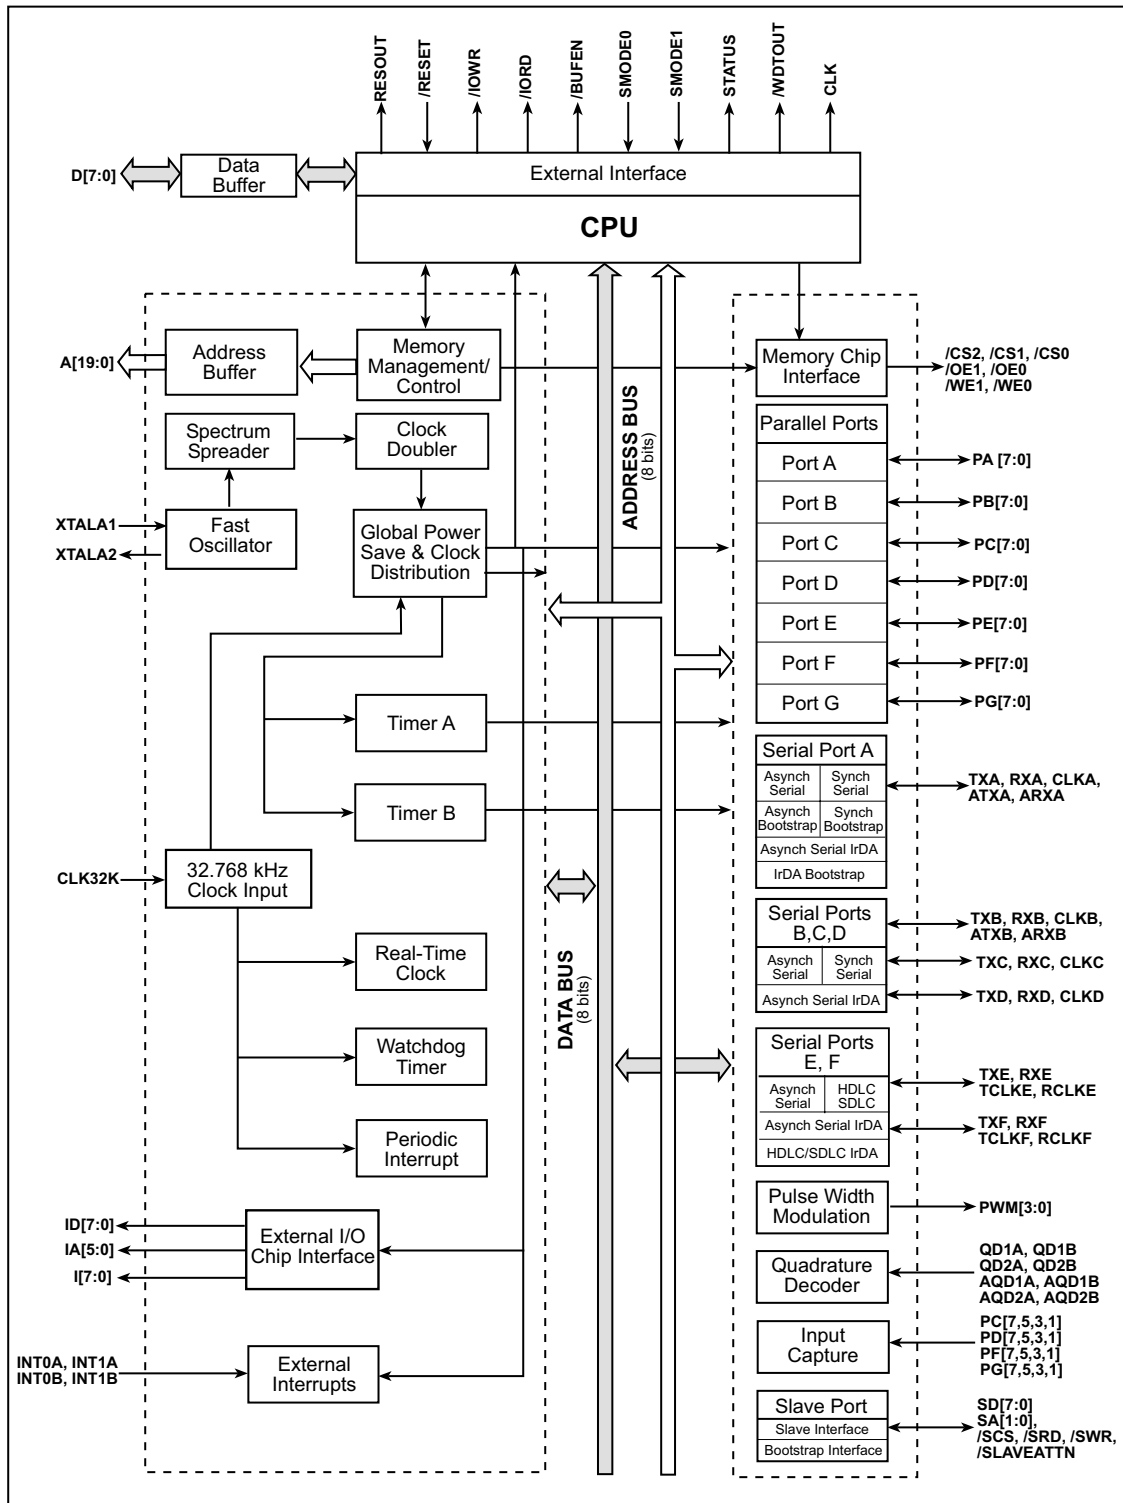 RESOUT
/RESET
/IOWR
/IORD
/BUFEN
SMODE0
SMODE1
STATUS
/WDTOUT
CLK
D[7:0]
Data
Buffer
External Interface
CPU
A[19:0]
Address
Buffer
Memory
Management/
Control
Memory Chip
Interface
/CS2, /CS1, /CS0
/OE1, /OE0
/WE1, /WE0
Spectrum
Spreader
Clock
Doubler
XTALA1
XTALA2
Fast
Oscillator
Global Power
Save & Clock
Distribution
ADDRESS BUS
(8 bits)
Parallel Ports
Port A
PA [7:0]
Port B
PB[7:0]
Port C
PC[7:0]
Port D
PD[7:0]
Port E
PE[7:0]
Port F
PF[7:0]
Port G
PG[7:0]
Timer A
Timer B
Serial Port A
Asynch
Serial
Synch
Serial
Asynch
Bootstrap
Synch
Bootstrap
Asynch Serial IrDA
IrDA Bootstrap
TXA, RXA, CLKA,
ATXA, ARXA
CLK32K
32.768 kHz
Clock Input
Serial Ports
B,C,D
Asynch
Serial
Synch
Serial
Asynch Serial IrDA
TXB, RXB, CLKB,
ATXB, ARXB
TXC, RXC, CLKC
TXD, RXD, CLKD
Real-Time
Clock
DATA BUS
(8 bits)
Watchdog
Timer
Serial Ports
E, F
Asynch
Serial
HDLC
SDLC
Asynch Serial IrDA
HDLC/SDLC IrDA
TXE, RXE
TCLKE, RCLKE
TXF, RXF
TCLKF, RCLKF
Periodic
Interrupt
Pulse Width
Modulation
PWM[3:0]
ID[7:0]
IA[5:0]
I[7:0]
External I/O
Chip Interface
Quadrature
Decoder
QD1A, QD1B
QD2A, QD2B
AQD1A, AQD1B
AQD2A, AQD2B
Input
Capture
PC[7,5,3,1]
PD[7,5,3,1]
PF[7,5,3,1]
PG[7,5,3,1]
INT0A, INT1A
INT0B, INT1B
External
Interrupts
Slave Port
Slave Interface
Bootstrap Interface
SD[7:0]
SA[1:0],
/SCS, /SRD, /SWR,
/SLAVEATTN